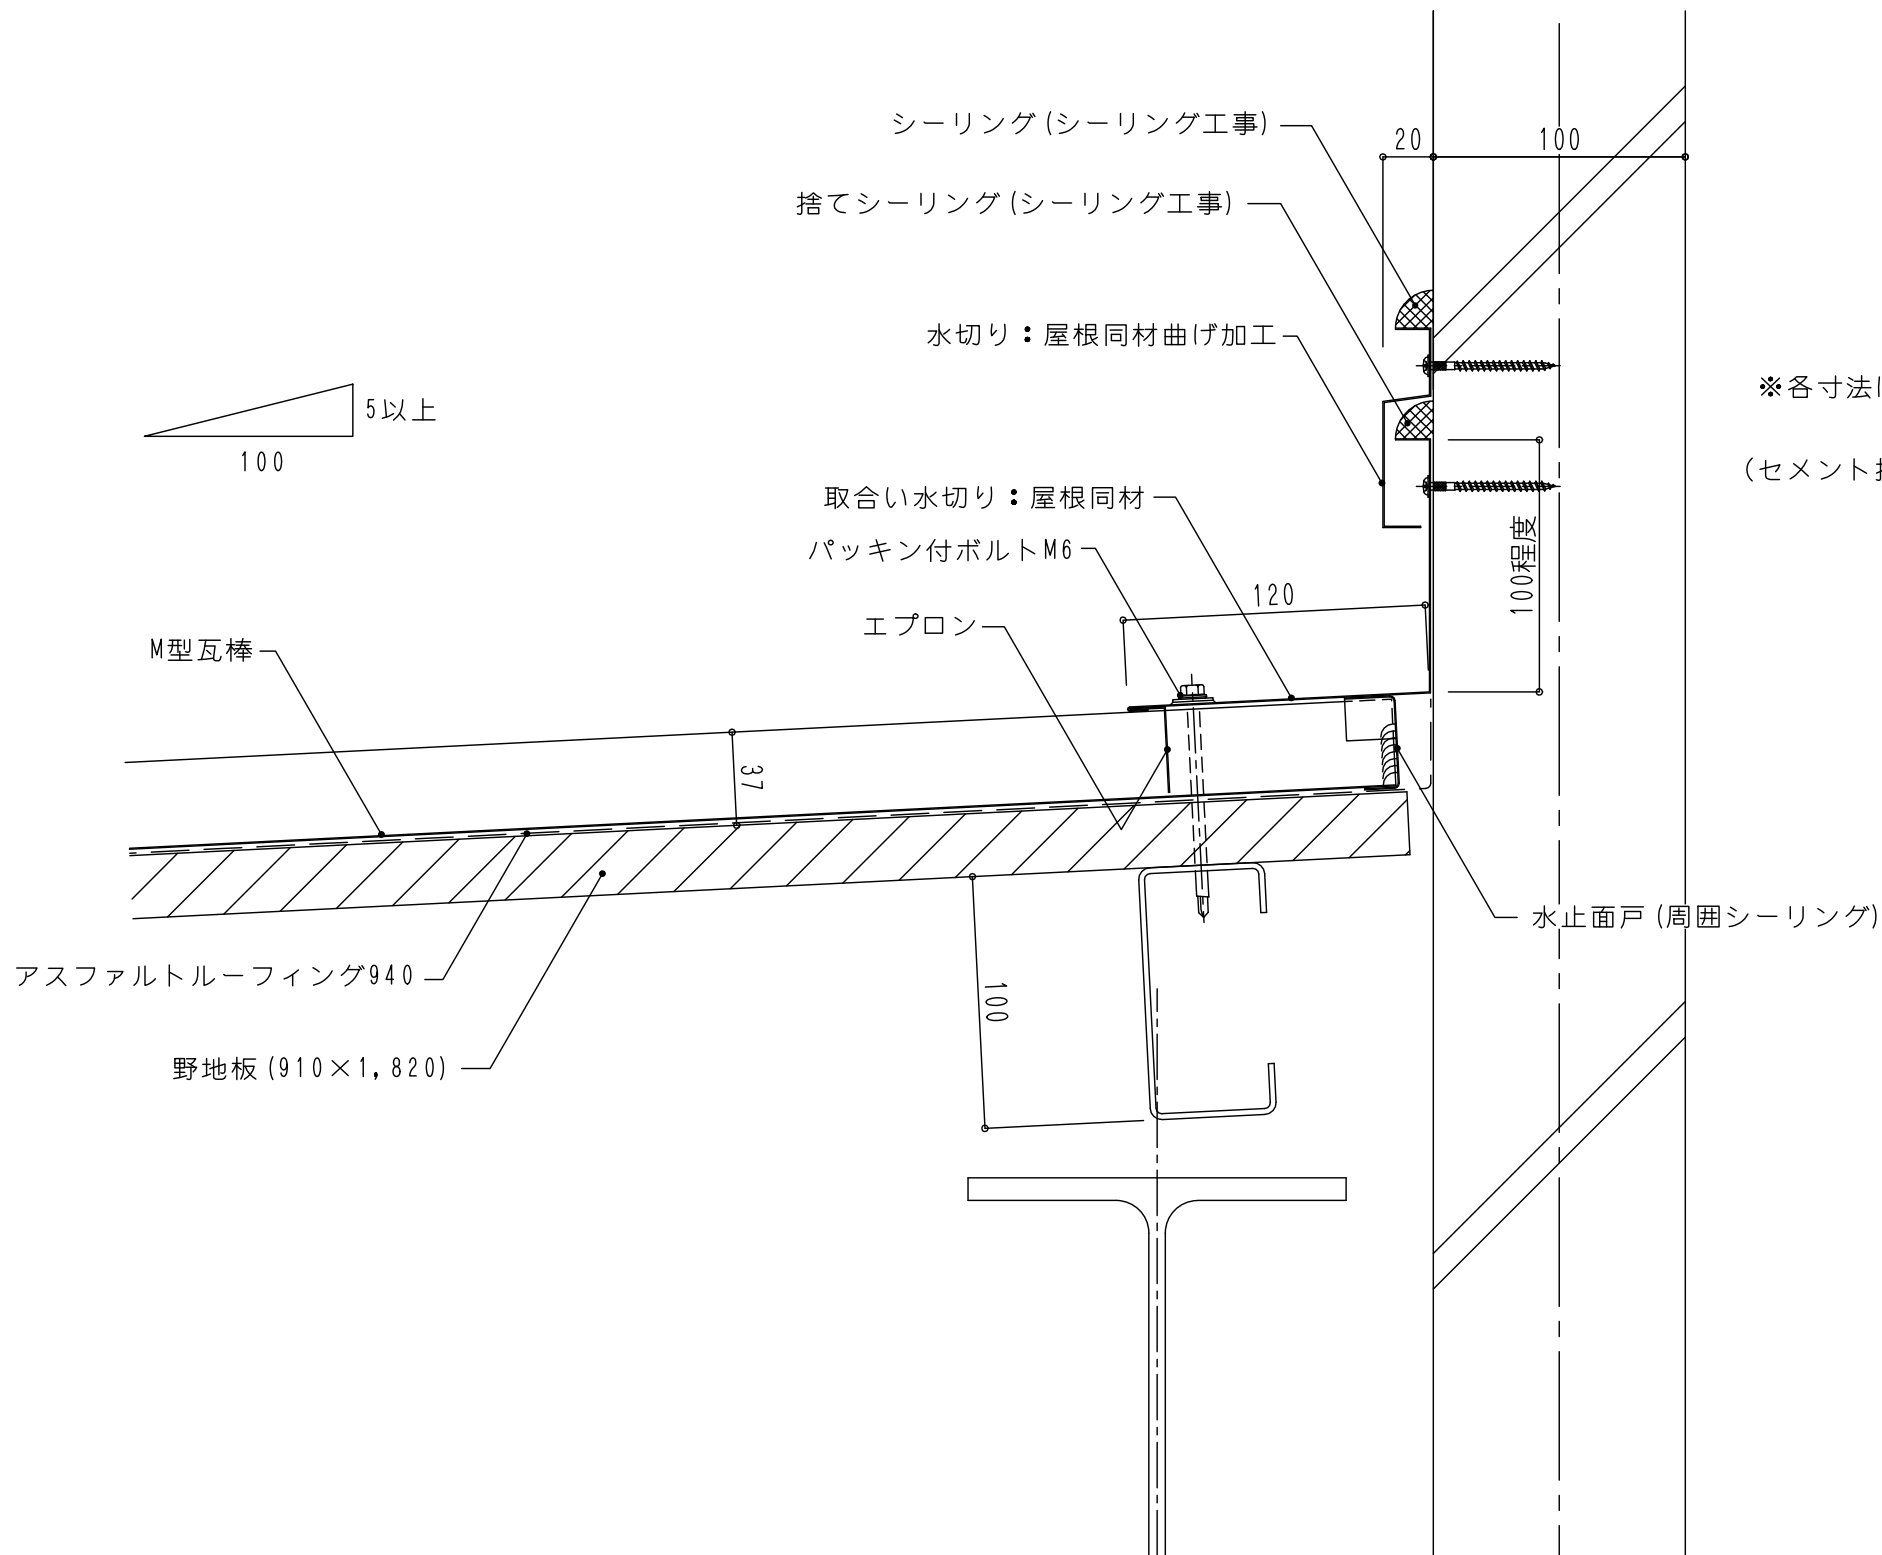 シーリング(シーリング工事)
20
100
捨てシーリング(シーリング工事)
水切り：屋根同材曲げ加工
※各寸法
5以上
100
(セメント
取合い水切り：屋根同材
パッキン付ボルトM6
100程度
120
エプロン
M型瓦棒
37
水止面戸(周囲シーリング)
アスファルトルーフィング940
100
野地板(910×1,820)